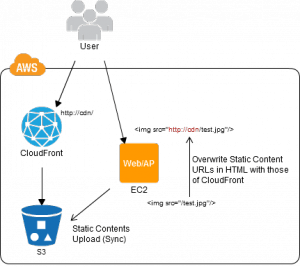 User
AWS
http://cdn/
CloudFront
<img src="http://cdn/test.jpg"/>
Web/AP
EC2
Overwrite Static Content
URLs in HTML with those
of CloudFront
<img src="/test.jpg"/>
S3
Static Contents
Upload (Sync)